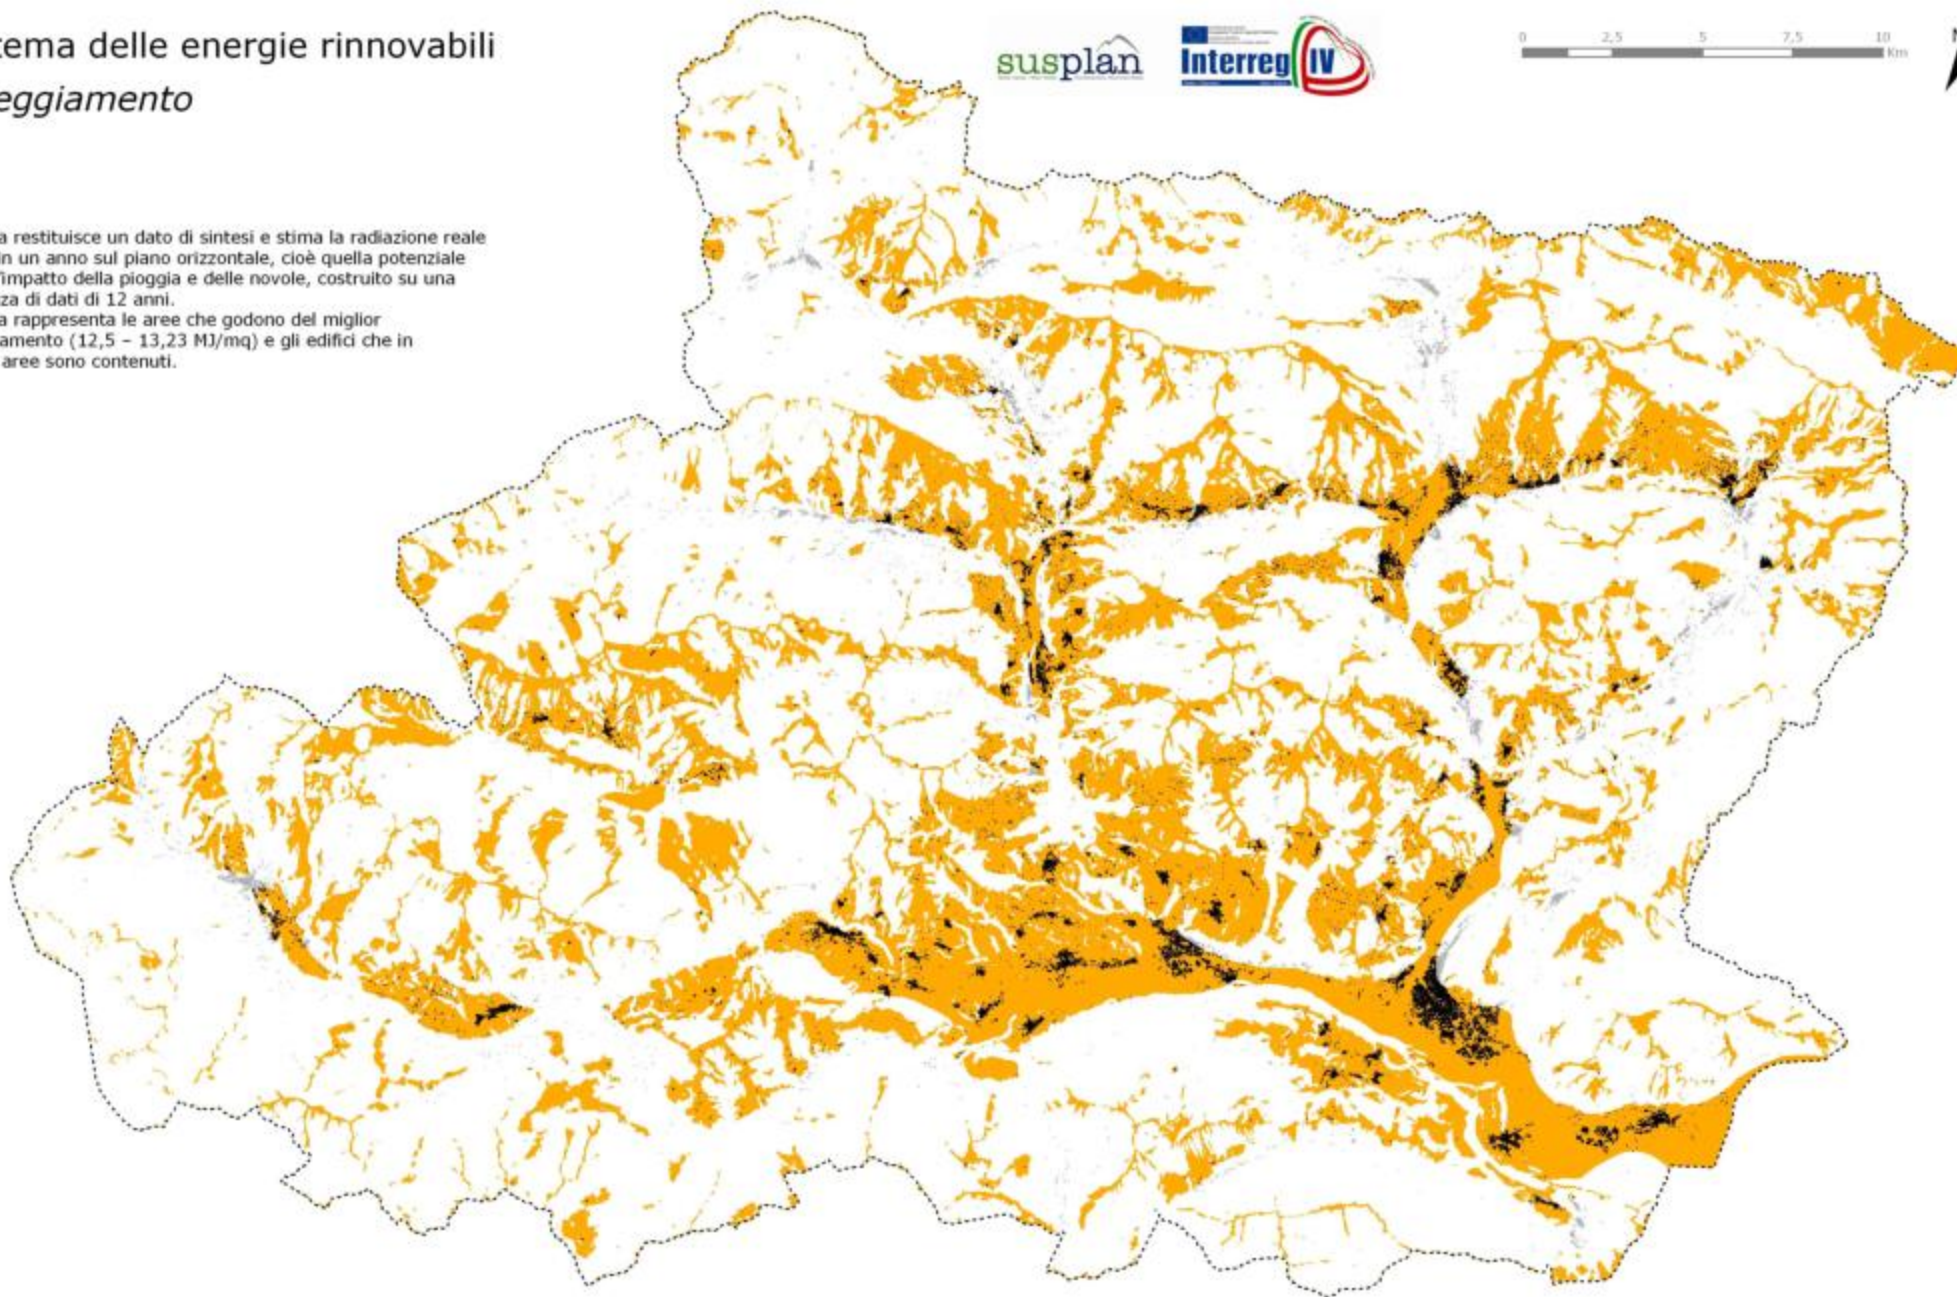 tema delle energie rinnovabili
eggiamento
a restituisce un dato di sintesi e stima la radiazione reale
in un anno sul piano orizzontale, cioè quella potenziale
'impatto della pioggia e delle novole, costruito su una
za di dati di 12 anni.
a rappresenta le aree che godono del miglior
amento (12,5 – 13,23 MJ/mq) e gli edifici che in
aree sono contenuti.
susplan
Interreg IV
0 2,5 5 7,5 10
Km